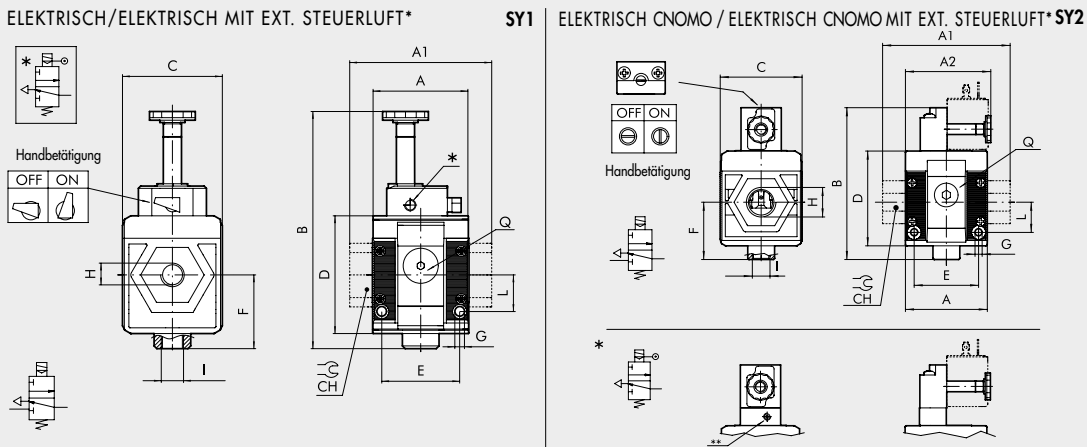 ELEKTRISCH/ELEKTRISCH MIT EXT. STEUERLUFT*
SY1
*
C
A1
A
Handbetätigung
OFF ON
*
Q
B
D
H
F
L
G
I
CH
E
ELEKTRISCH CNOMO / ELEKTRISCH CNOMO MIT EXT. STEUERLUFT*
SY2
A1
A2
C
OFF ON
Handbetätigung
Q
B
D
H
F
L
G
I
CH
E
A
*
**